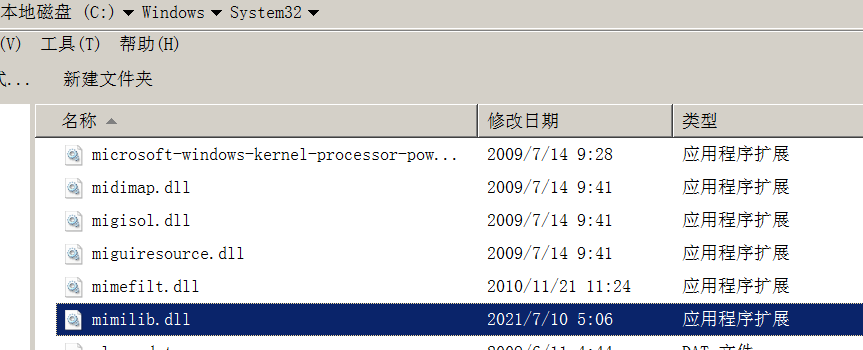 本地磁盘 (C:) Windows System32
(V) 工具(T) 帮助(H)
式... 新建文件夹
名称 修改日期 类型
microsoft-windows-kernel-processor-pow... 2009/7/14 9:28 应用程序扩展
midimap.dll 2009/7/14 9:41 应用程序扩展
migisol.dll 2009/7/14 9:41 应用程序扩展
miguiresource.dll 2009/7/14 9:41 应用程序扩展
mimefilt.dll 2010/11/21 11:24 应用程序扩展
mimilib.dll 2021/7/10 5:06 应用程序扩展